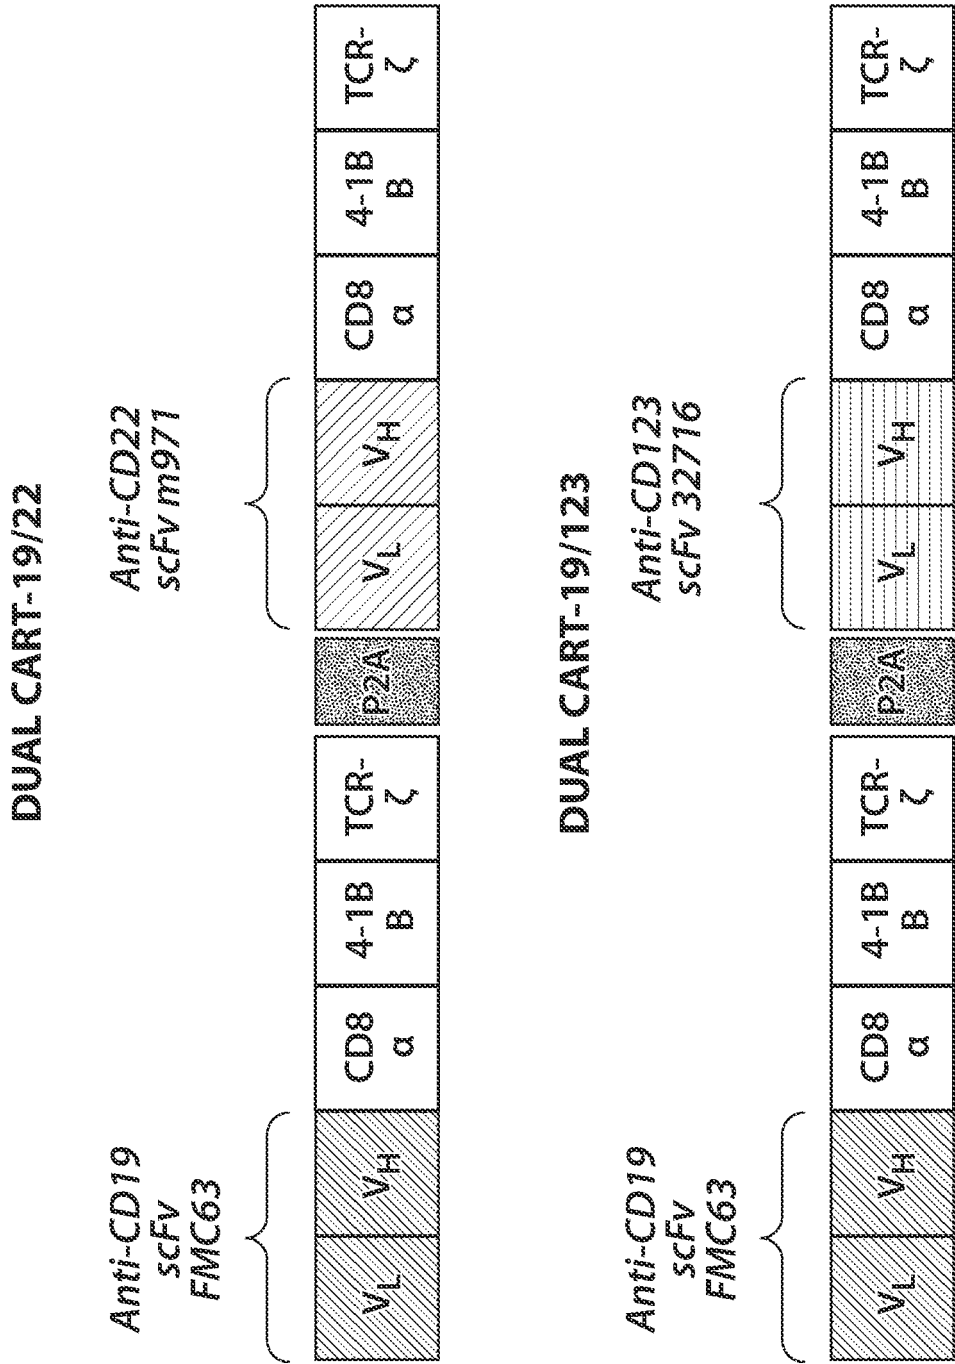 DUAL CART-19/22
Anti-CD19
scFv
FMC63
Anti-CD22
scFv m971
VL
VH
CD8
α
4-1B
B
TCR-
ζ
P2A
VL
VH
CD8
α
4-1B
B
TCR-
ζ
DUAL CART-19/123
Anti-CD19
scFv
FMC63
Anti-CD123
scFv 32716
VL
VH
CD8
α
4-1B
B
TCR-
ζ
P2A
VL
VH
CD8
α
4-1B
B
TCR-
ζ